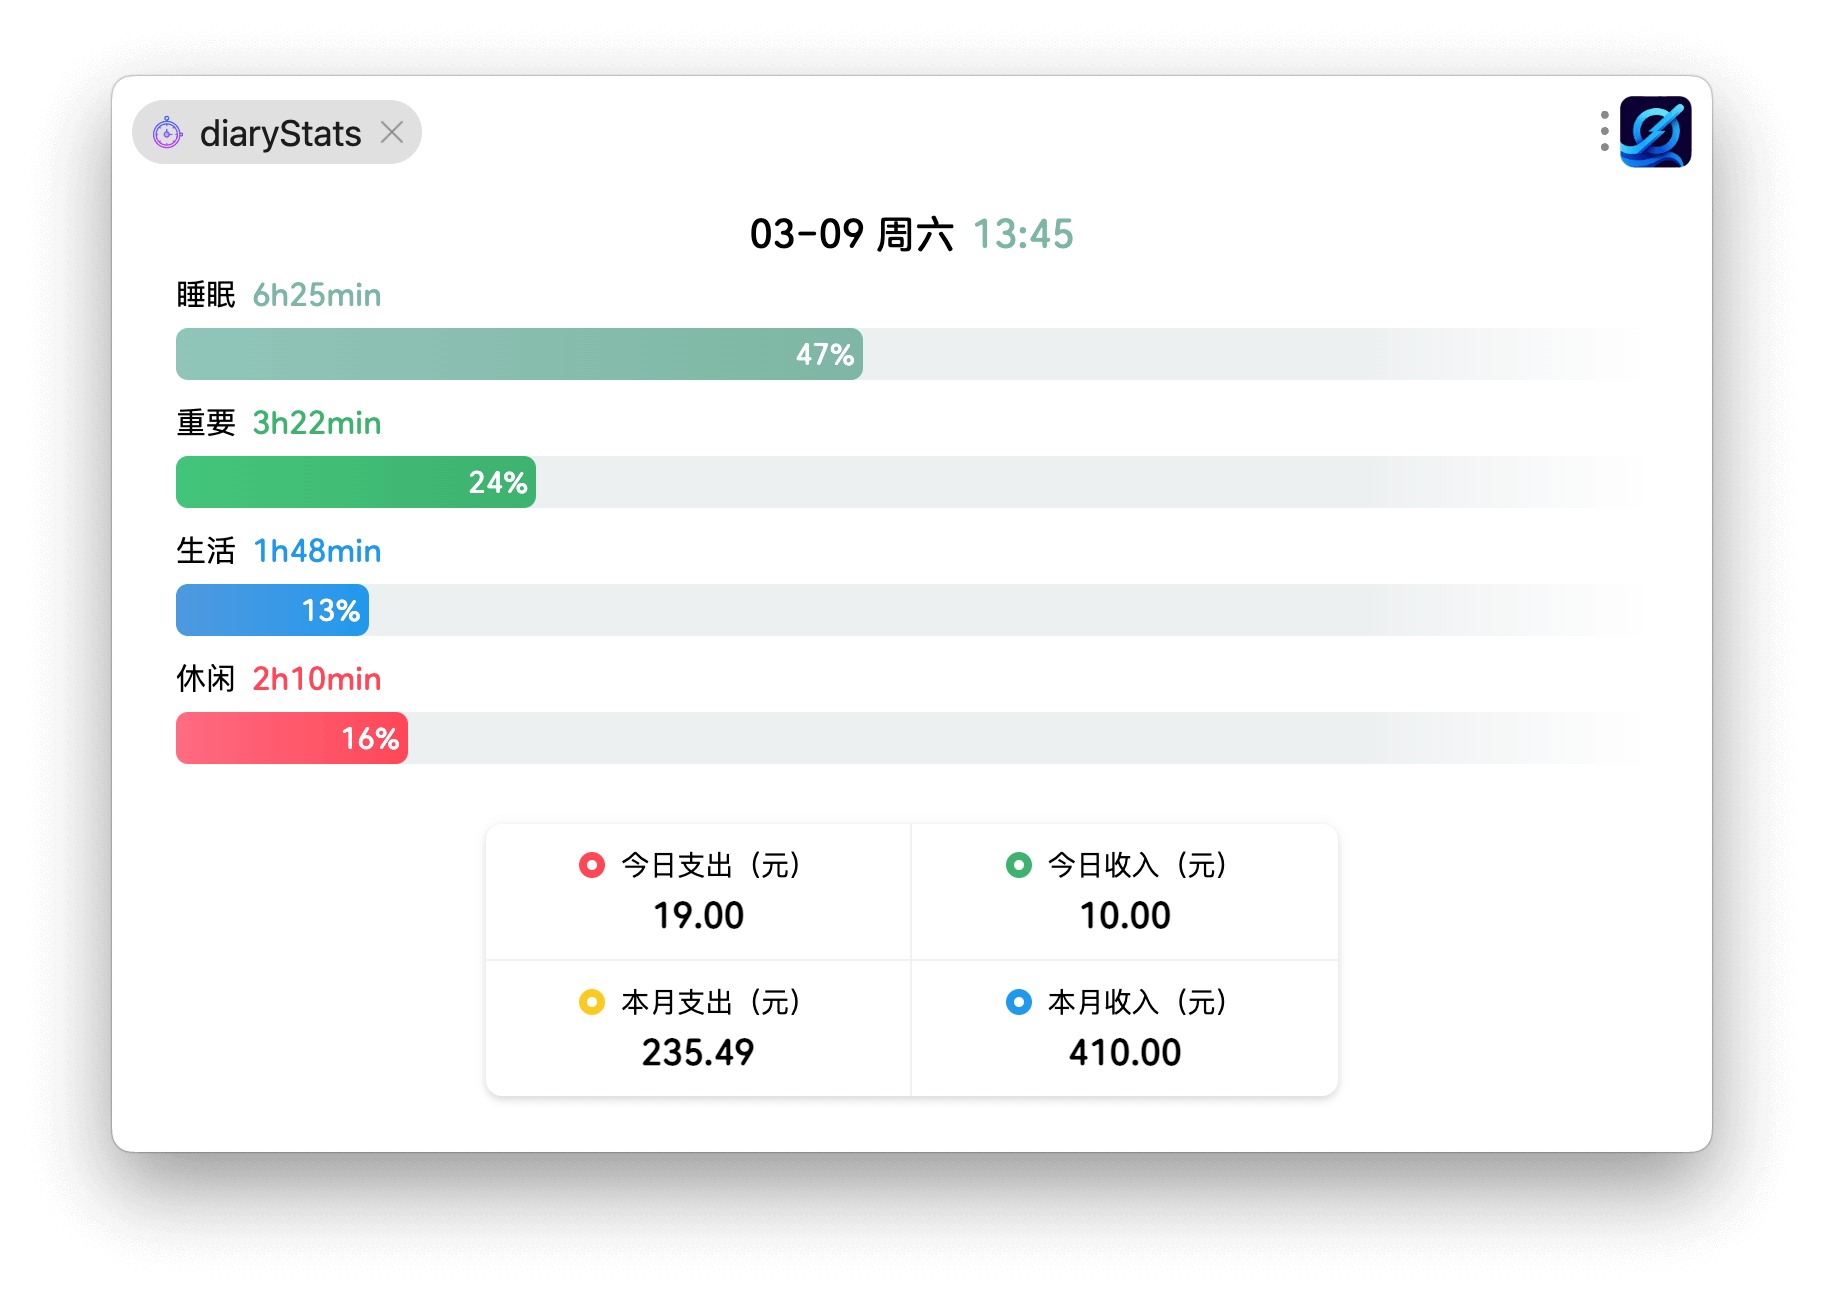 diaryStats
03-09 周六 13:45
睡眠 6h25min
47%
重要 3h22min
24%
生活 1h48min
13%
休闲 2h10min
16%
今日支出（元）
19.00
今日收入（元）
10.00
本月支出（元）
235.49
本月收入（元）
410.00